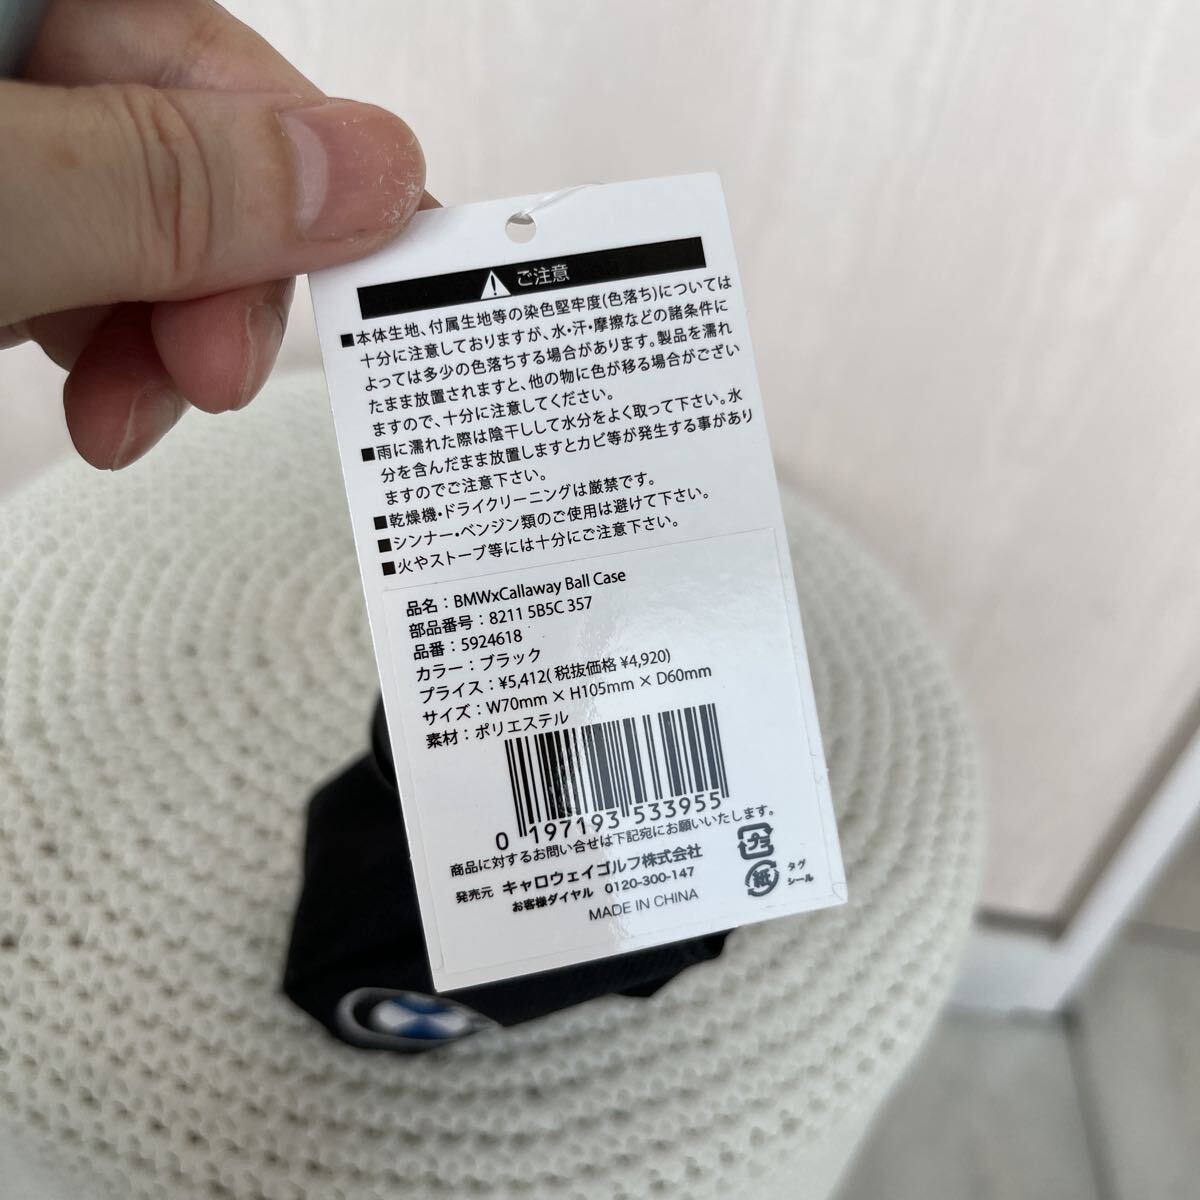 ご注意
■本体生地、付属生地等の染色堅牢度(色落ち)については
十分に注意しておりますが、水・汗・摩擦などの諸条件に
よっては多少の色落ちする場合があります。製品を濡れ
たまま放置されますと、他の物に色が移る場合がござい
ますので、十分に注意してください。
■雨に濡れた際は陰干しして水分をよく取って下さい。水
分を含んだまま放置しますとカビ等が発生する事があり
ますのでご注意下さい。
■乾燥機・ドライクリーニングは厳禁です。
■シンナー・ベンジン類のご使用は避けて下さい。
■火やストーブ等には十分にご注意下さい。
品名：BMWxCallaway Ball Case
部品番号：8211 5B5C 357
品番：5924618
カラー：ブラック
プライス：¥5,412(税抜価格 ¥4,920)
サイズ：W70mm × H105mm × D60mm
素材：ポリエステル
0 197193 533955
商品に対するお問い合せは下記宛にお願いいたします。
発売元 キャロウェイゴルフ株式会社
お客様ダイヤル 0120-300-147
MADE IN CHINA
プラ
紙
タグ
シール